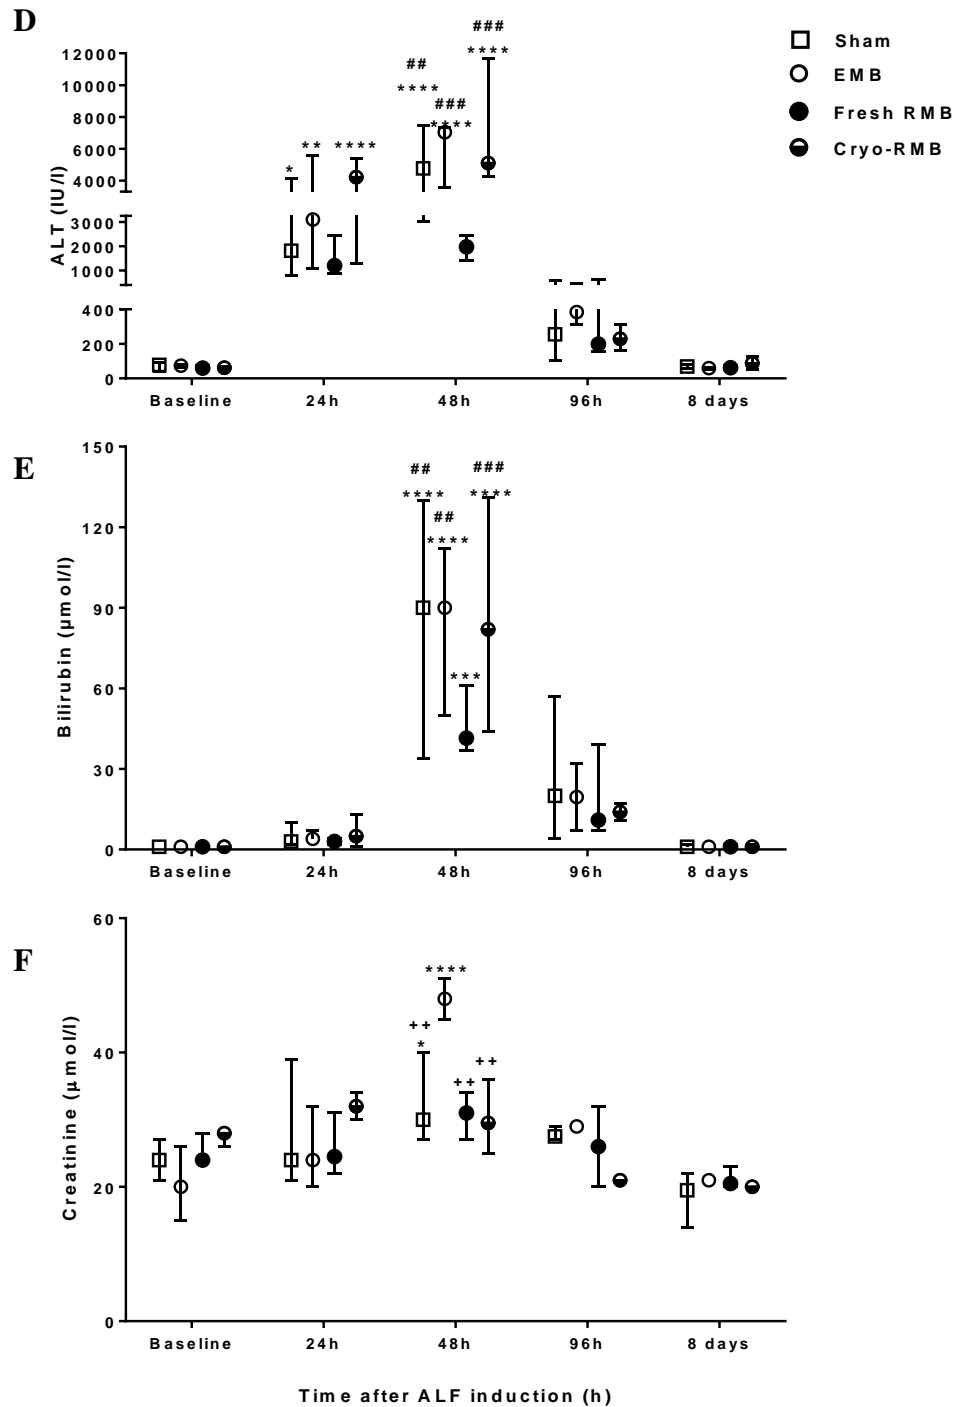 D
###
Sham
12000
****
##
EMB
10000
****
###
Fresh RMB
8000
****
Cryo-RMB
** ****
6000
*
4000
ALT (IU/l)
3000
2000
1000
400
200
0
Baseline 24h 48h 96h 8 days
E
150
## ###
**** ****
##
120
****
90
Bilirubin (µmol/l)
***
60
30
0
Baseline 24h 48h 96h 8 days
F
60
****
++
*
40
++
++
Creatinine (µmol/l)
20
0
Baseline 24h 48h 96h 8 days
Time after ALF induction (h)